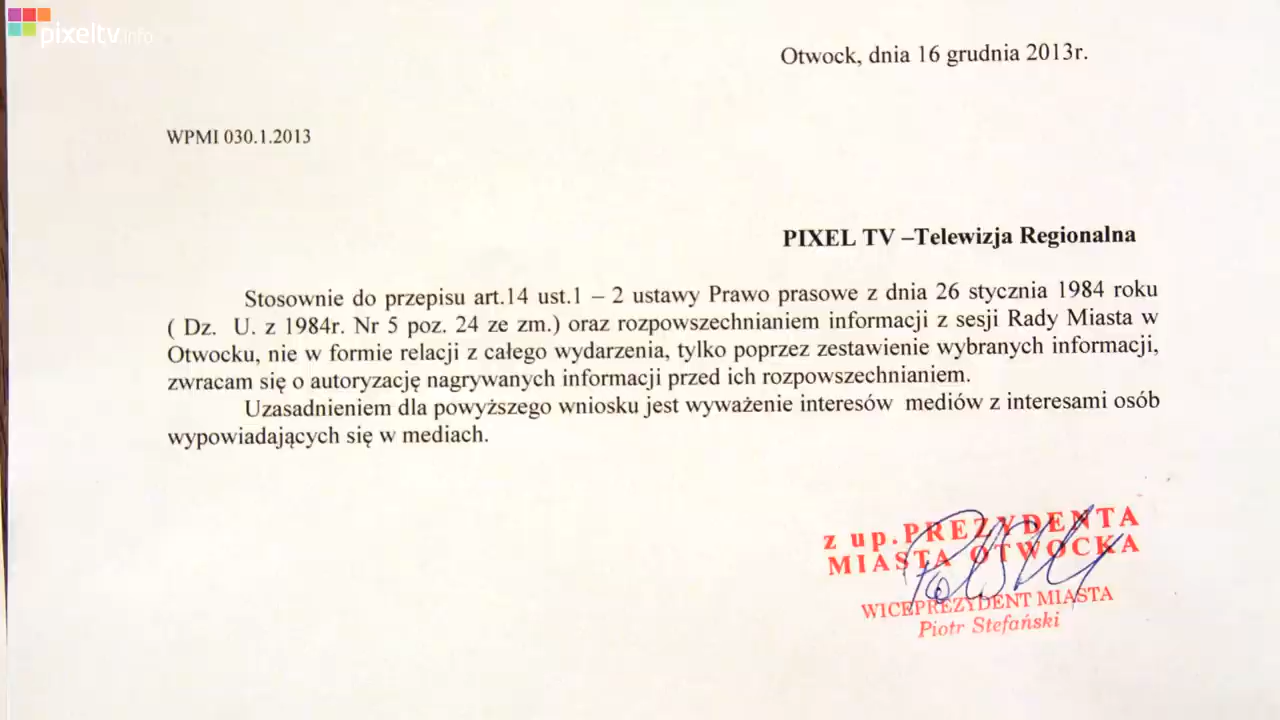 pixeltv.info
Otwock, dnia 16 grudnia 2013r.
WPMI 030.1.2013
PIXEL TV –Telewizja Regionalna
Stosownie do przepisu art.14 ust.1 – 2 ustawy Prawo prasowe z dnia 26 stycznia 1984 roku
( Dz. U. z 1984r. Nr 5 poz. 24 ze zm.) oraz rozpowszechnianiem informacji z sesji Rady Miasta w
Otwocku, nie w formie relacji z całego wydarzenia, tylko poprzez zestawienie wybranych informacji,
zwracam się o autoryzację nagrywanych informacji przed ich rozpowszechnianiem.
Uzasadnieniem dla powyższego wniosku jest wyważenie interesów mediów z interesami osób
wypowiadających się w mediach.
z up.PREZYDENTA
MIASTA OTWOCKA
WICEPREZYDENT MIASTA
Piotr Stefański